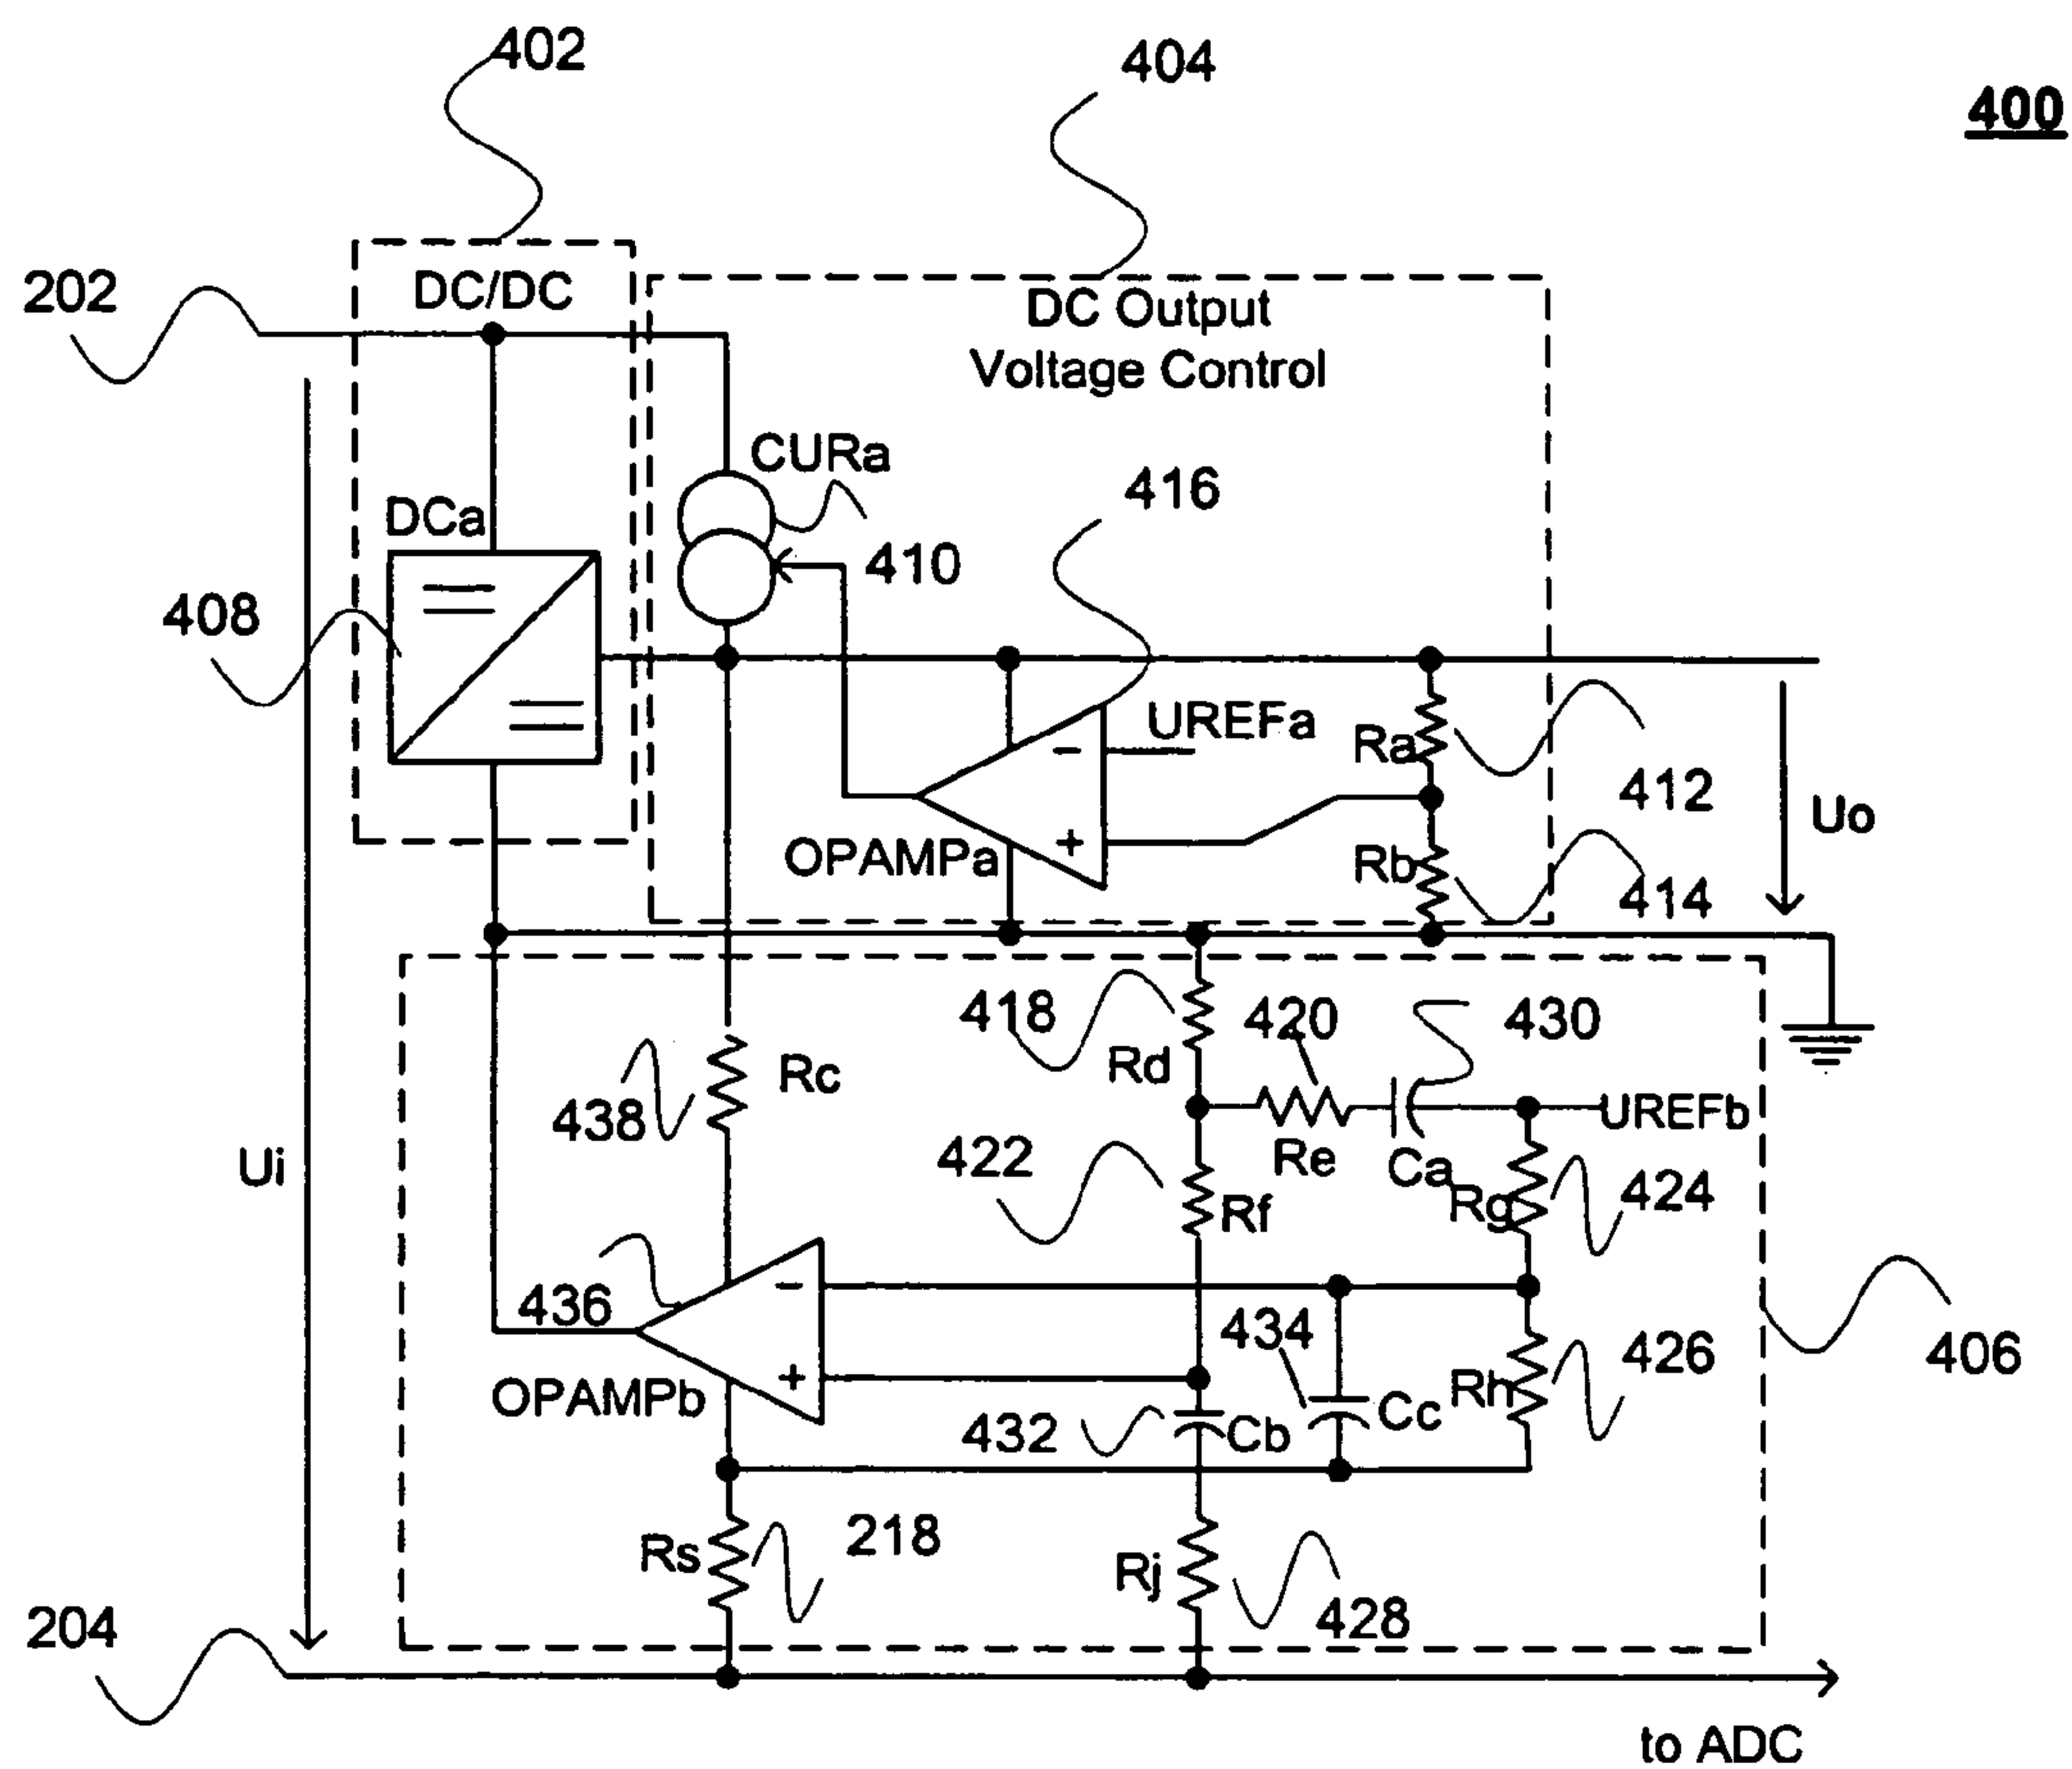 402
404
400
202
DC/DC
DC Output
Voltage Control
CURa
416
DCa
410
408
UREFa
-
Ra
412
Uo
OPAMPa
+
Rb
414
418
420
430
Rd
Rc
438
UREFb
Ui
422
Re
Ca
Rg
424
Rf
436
-
434
406
426
Rh
OPAMPb
+
432
Cb
Cc
Rs
218
Rj
428
204
to ADC